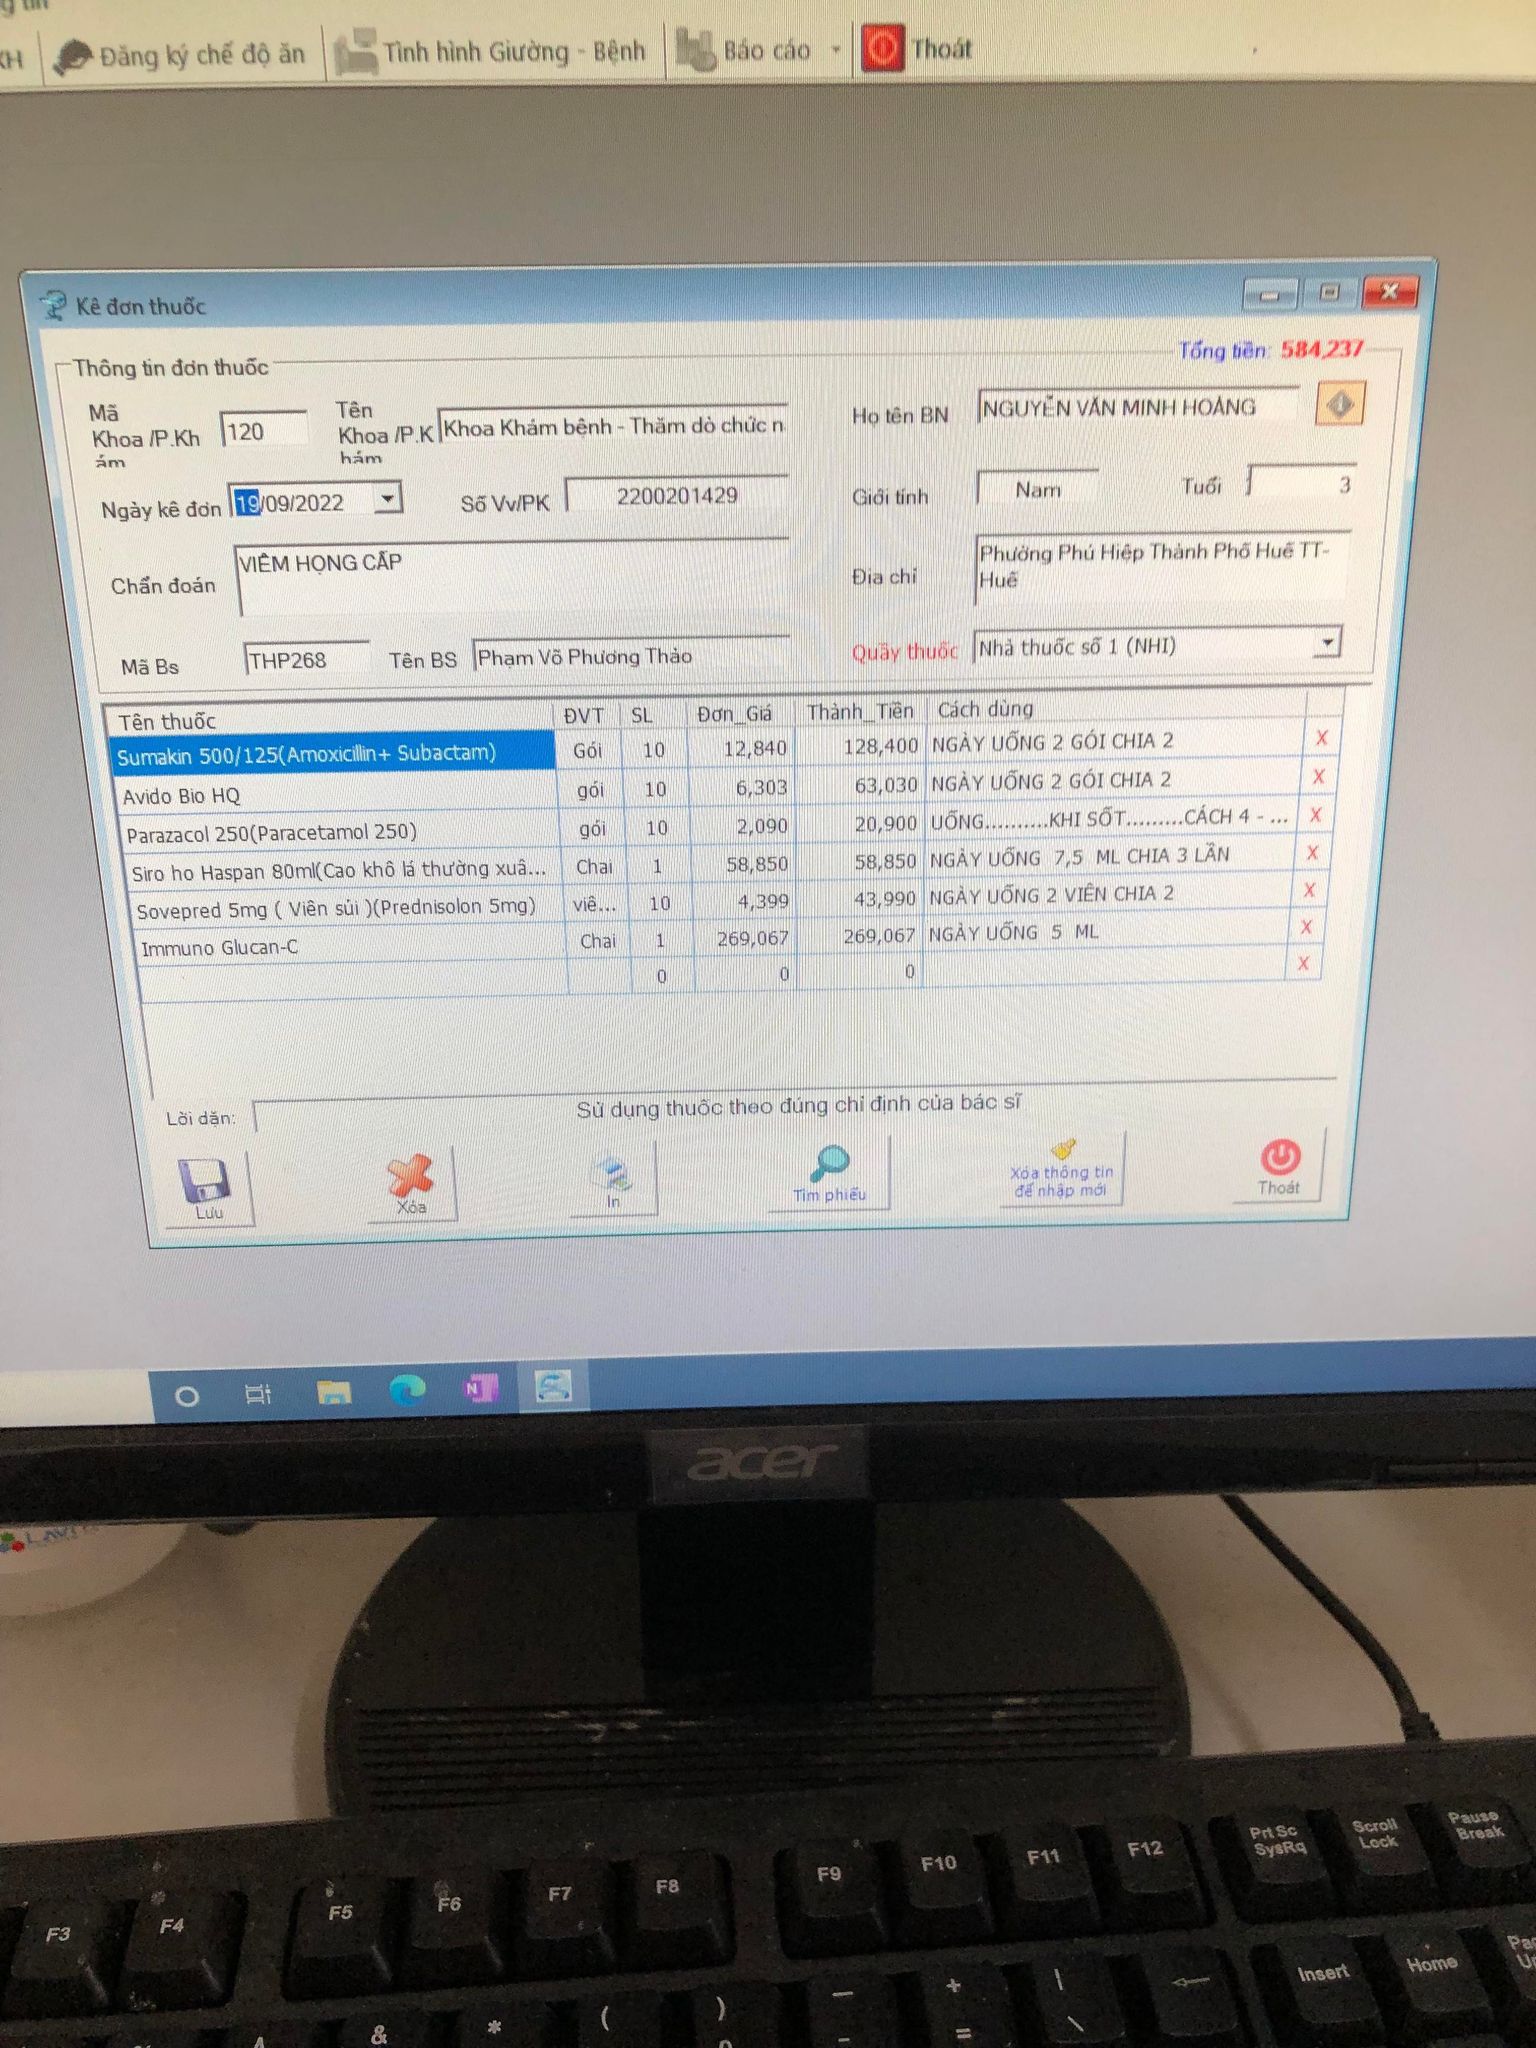 Đăng ký chế độ ăn
Tình hình Giường - Bệnh
Báo cáo
Thoát
Kê đơn thuốc
Thông tin đơn thuốc
Tổng tiền: 584,237
Mã Khoa /P.Khám
120
Tên Khoa /P.Khám
Khoa Khám bệnh - Thăm dò chức n
Họ tên BN
NGUYỄN VĂN MINH HOÀNG
Ngày kê đơn
19/09/2022
Số Vv/PK
2200201429
Giới tính
Nam
Tuổi
3
Chẩn đoán
VIÊM HỌNG CẤP
Địa chỉ
Phường Phú Hiệp Thành Phố Huế TT-
Huế
Mã Bs
THP268
Tên BS
Phạm Võ Phương Thảo
Quầy thuốc
Nhà thuốc số 1 (NHI)
Tên thuốc ĐVT SL Đơn_Giá Thành_Tiền Cách dùng
Sumakin 500/125(Amoxicillin+ Subactam) Gói 10 12,840 128,400 NGÀY UỐNG 2 GÓI CHIA 2 X
Avido Bio HQ gói 10 6,303 63,030 NGÀY UỐNG 2 GÓI CHIA 2 X
Parazacol 250(Paracetamol 250) gói 10 2,090 20,900 UỐNG..........KHI SỐT.........CÁCH 4 - ... X
Siro ho Haspan 80ml(Cao khô lá thường xuâ... Chai 1 58,850 58,850 NGÀY UỐNG 7,5 ML CHIA 3 LẦN X
Sovepred 5mg ( Viên sủi )(Prednisolon 5mg) viê... 10 4,399 43,990 NGÀY UỐNG 2 VIÊN CHIA 2 X
Immuno Glucan-C Chai 1 269,067 269,067 NGÀY UỐNG 5 ML X
0 0 0 X
Lời dặn:
Sử dụng thuốc theo đúng chỉ định của bác sĩ
Lưu
Xóa
In
Tìm phiếu
Xóa thông tin
để nhập mới
Thoát
acer
F3 F4 F5 F6 F7 F8 F9 F10 F11 F12
Prt Sc
SysRq
Scroll
Lock
Pause
Break
Insert
Home
& * ( ) — - + = | \